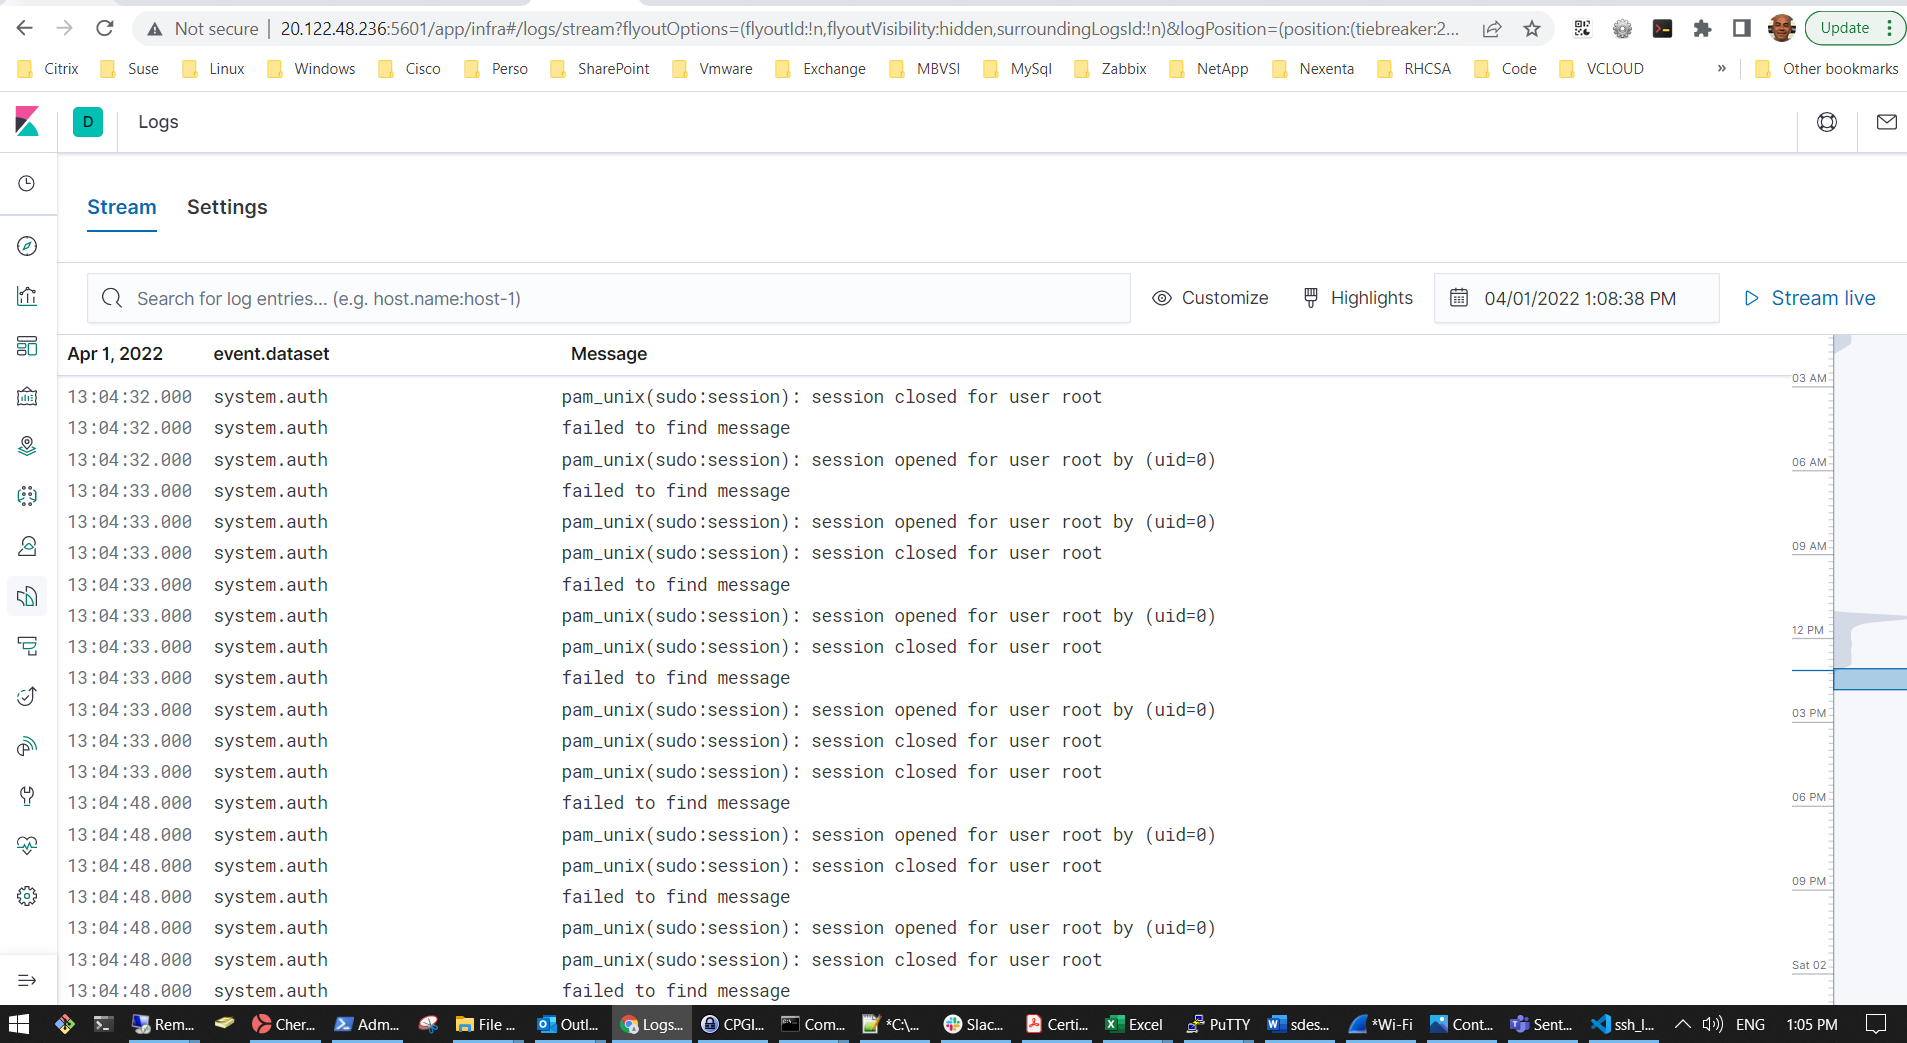 Not secure | 20.122.48.236:5601/app/infra#/logs/stream?flyoutOptions=(flyoutId:!n,flyoutVisibility:hidden,surroundingLogsId:!n)&logPosition=(position:(tiebreaker:2... Update
Citrix Suse Linux Windows Cisco Perso SharePoint Vmware Exchange MBVSI MySql Zabbix NetApp Nexenta RHCSA Code VCLOUD » Other bookmarks
D Logs
Stream Settings
Search for log entries... (e.g. host.name:host-1) Customize Highlights 04/01/2022 1:08:38 PM Stream live
Apr 1, 2022 event.dataset Message
03 AM
13:04:32.000 system.auth pam_unix(sudo:session): session closed for user root
13:04:32.000 system.auth failed to find message
13:04:32.000 system.auth pam_unix(sudo:session): session opened for user root by (uid=0)
06 AM
13:04:33.000 system.auth failed to find message
13:04:33.000 system.auth pam_unix(sudo:session): session opened for user root by (uid=0)
13:04:33.000 system.auth pam_unix(sudo:session): session closed for user root
09 AM
13:04:33.000 system.auth failed to find message
13:04:33.000 system.auth pam_unix(sudo:session): session opened for user root by (uid=0)
12 PM
13:04:33.000 system.auth pam_unix(sudo:session): session closed for user root
13:04:33.000 system.auth failed to find message
13:04:33.000 system.auth pam_unix(sudo:session): session opened for user root by (uid=0)
03 PM
13:04:33.000 system.auth pam_unix(sudo:session): session closed for user root
13:04:33.000 system.auth pam_unix(sudo:session): session closed for user root
06 PM
13:04:48.000 system.auth failed to find message
13:04:48.000 system.auth pam_unix(sudo:session): session opened for user root by (uid=0)
13:04:48.000 system.auth pam_unix(sudo:session): session closed for user root
09 PM
13:04:48.000 system.auth failed to find message
13:04:48.000 system.auth pam_unix(sudo:session): session opened for user root by (uid=0)
13:04:48.000 system.auth pam_unix(sudo:session): session closed for user root
Sat 02
13:04:48.000 system.auth failed to find message
Rem... Cher... Adm... File ... Outl... Logs... CPGI... Com... *C:\... Slac... Certi... Excel PuTTY sdes... *Wi-Fi Cont... Sent... ssh_l... ENG 1:05 PM